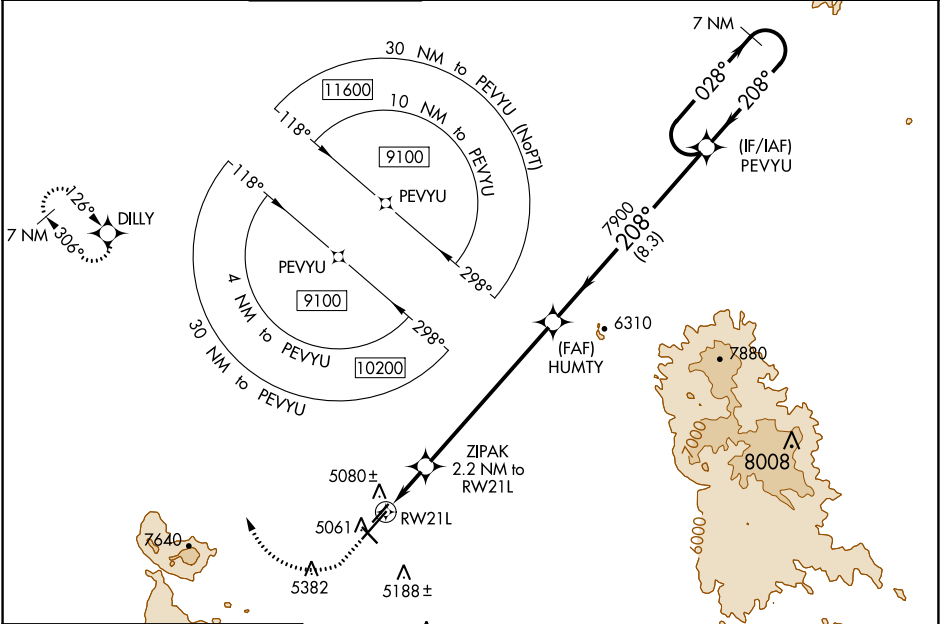 7 NM
028°
208°
(IF/IAF)
PEVYU
30 NM to PEVYU (NoPT)
11600
10 NM to PEVYU
118°
9100
PEVYU
298°
118°
PEVYU
9100
4 NM to PEVYU
298°
10200
30 NM to PEVYU
126°
DILLY
7 NM
306°
7900
208°
(8.3)
6310
(FAF)
HUMTY
7880
7000
8008
6000
ZIPAK
2.2 NM to
RW21L
5080±
RW21L
5061
7640
5382
5188±